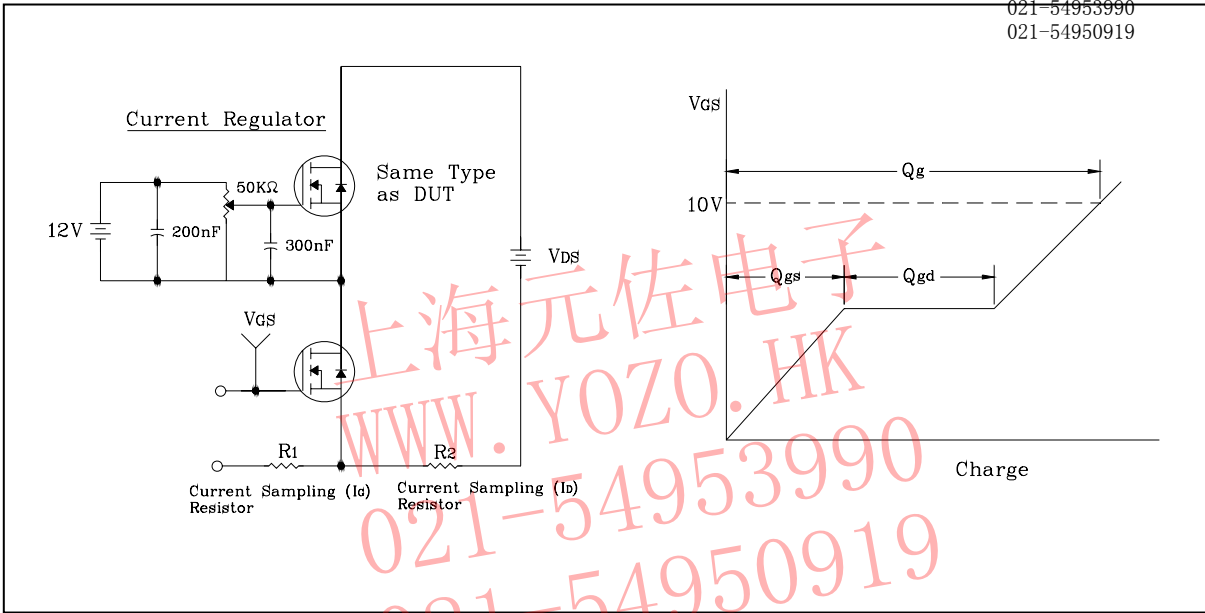 021-54953990
021-54950919
Current Regulator
Same Type
as DUT
50KΩ
12V
200nF
300nF
VDS
VGS
R1
R2
Current Sampling (IG)
Resistor
Current Sampling (ID)
Resistor
VGS
Qg
10V
Qgs
Qgd
Charge
上海元佐电子
WWW.YOZO.HK
021-54953990
021-54950919